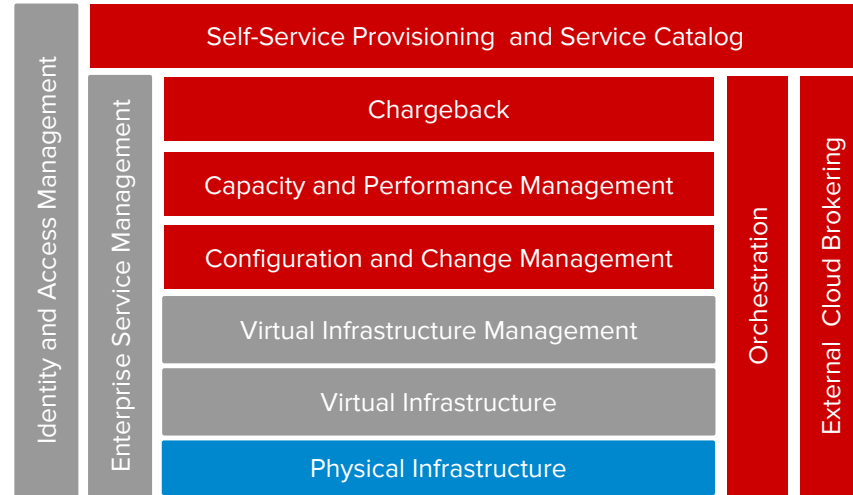 Self-Service Provisioning  and Service Catalog
Identity and Access Management
Enterprise Service Management
Chargeback
Capacity and Performance Management
Configuration and Change Management
Virtual Infrastructure Management
Virtual Infrastructure
Physical Infrastructure
Orchestration
External  Cloud Brokering